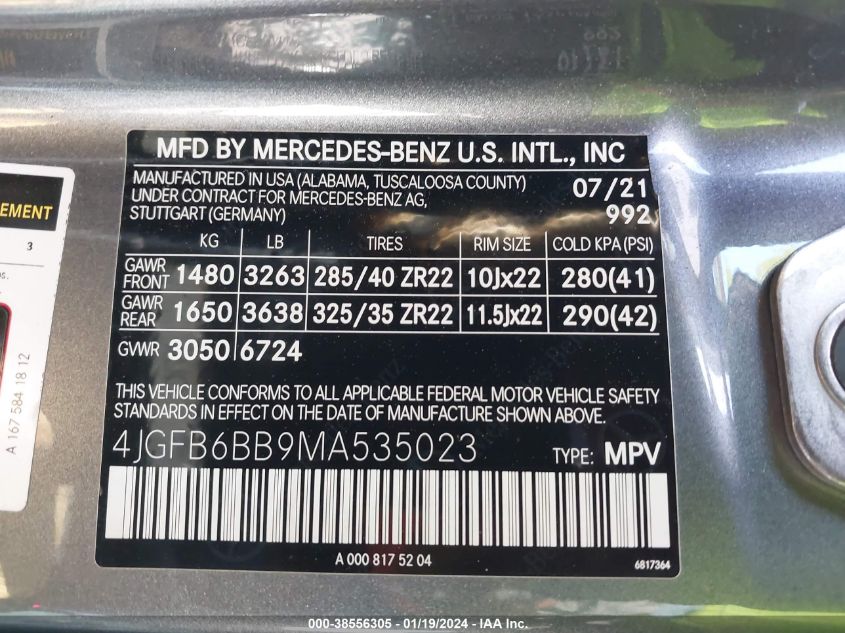 MFD BY MERCEDES-BENZ U.S. INTL., INC
MANUFACTURED IN USA (ALABAMA, TUSCALOOSA COUNTY) 07/21
UNDER CONTRACT FOR MERCEDES-BENZ AG,
STUTTGART (GERMANY) 992
KG LB TIRES RIM SIZE COLD KPA (PSI)
GAWR FRONT 1480 3263 285/40 ZR22 10Jx22 280(41)
GAWR REAR 1650 3638 325/35 ZR22 11.5Jx22 290(42)
GVWR 3050 6724
THIS VEHICLE CONFORMS TO ALL APPLICABLE FEDERAL MOTOR VEHICLE SAFETY
STANDARDS IN EFFECT ON THE DATE OF MANUFACTURE SHOWN ABOVE.
4JGFB6BB9MA535023 TYPE: MPV
A 000 817 52 04
6817364
3
A 167 584 18 12
000-38556305 - 01/19/2024 - IAA, Inc.